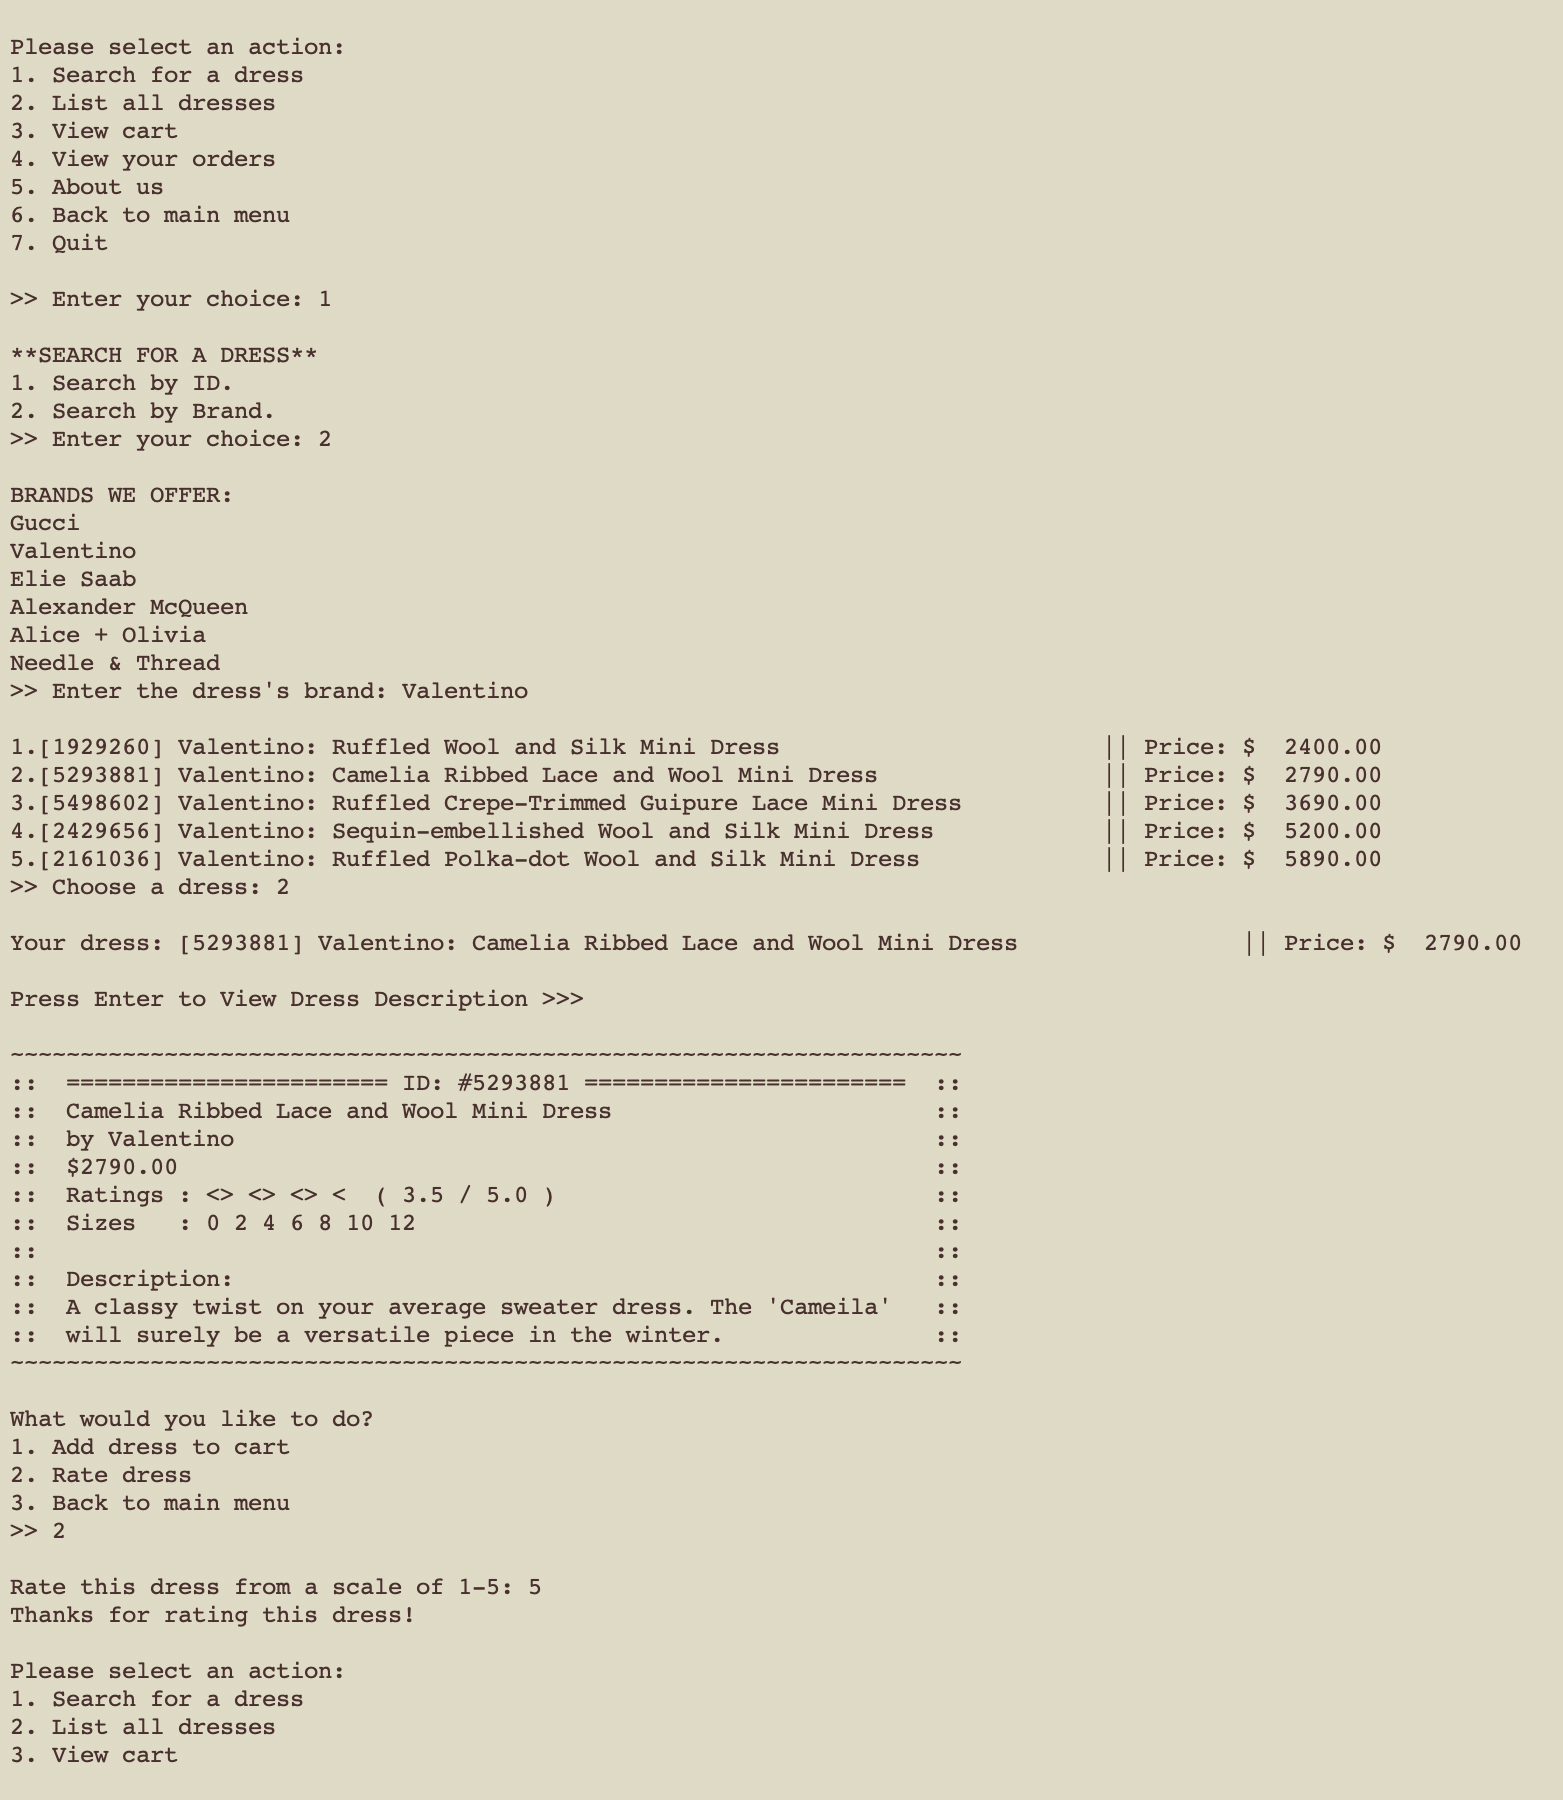 Please select an action:
1. Search for a dress
2. List all dresses
3. View cart
4. View your orders
5. About us
6. Back to main menu
7. Quit
>> Enter your choice: 1
**SEARCH FOR A DRESS**
1. Search by ID.
2. Search by Brand.
>> Enter your choice: 2
BRANDS WE OFFER:
Gucci
Valentino
Elie Saab
Alexander McQueen
Alice + Olivia
Needle & Thread
>> Enter the dress's brand: Valentino
1.[1929260] Valentino: Ruffled Wool and Silk Mini Dress                       || Price: $  2400.00
2.[5293881] Valentino: Camelia Ribbed Lace and Wool Mini Dress                || Price: $  2790.00
3.[5498602] Valentino: Ruffled Crepe-Trimmed Guipure Lace Mini Dress          || Price: $  3690.00
4.[2429656] Valentino: Sequin-embellished Wool and Silk Mini Dress            || Price: $  5200.00
5.[2161036] Valentino: Ruffled Polka-dot Wool and Silk Mini Dress             || Price: $  5890.00
>> Choose a dress: 2
Your dress: [5293881] Valentino: Camelia Ribbed Lace and Wool Mini Dress                || Price: $  2790.00
Press Enter to View Dress Description >>>
~~~~~~~~~~~~~~~~~~~~~~~~~~~~~~~~~~~~~~~~~~~~~~~~~~~~~~~~~~~~~~~~~~~~
::  ======================= ID: #5293881 =======================  ::
::  Camelia Ribbed Lace and Wool Mini Dress                       ::
::  by Valentino                                                  ::
::  $2790.00                                                      ::
::  Ratings : <> <> <> <  ( 3.5 / 5.0 )                           ::
::  Sizes   : 0 2 4 6 8 10 12                                     ::
::                                                                ::
::  Description:                                                  ::
::  A classy twist on your average sweater dress. The 'Cameila'   ::
::  will surely be a versatile piece in the winter.               ::
~~~~~~~~~~~~~~~~~~~~~~~~~~~~~~~~~~~~~~~~~~~~~~~~~~~~~~~~~~~~~~~~~~~~
What would you like to do?
1. Add dress to cart
2. Rate dress
3. Back to main menu
>> 2
Rate this dress from a scale of 1-5: 5
Thanks for rating this dress!
Please select an action:
1. Search for a dress
2. List all dresses
3. View cart